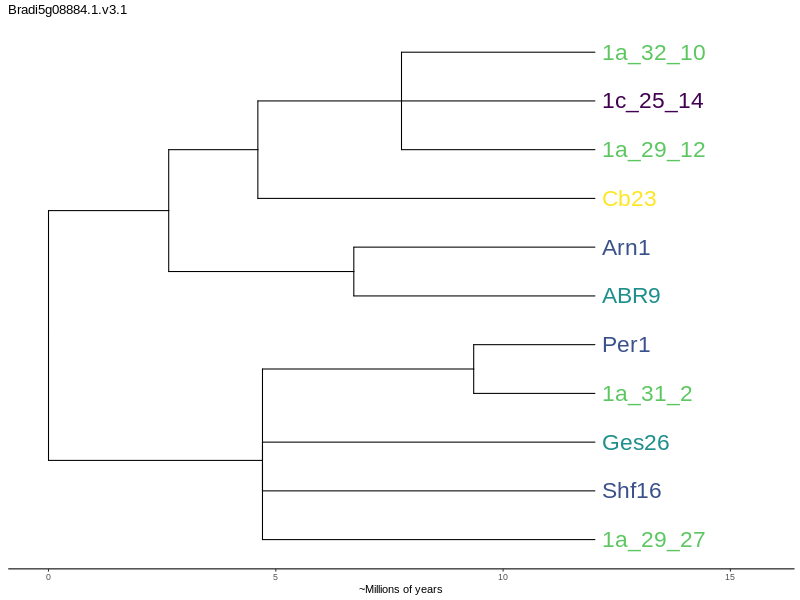 Bradi5g08884.1.v3.1
1a_32_10
1c_25_14
1a_29_12
Cb23
Arn1
ABR9
Per1
1a_31_2
Ges26
Shf16
1a_29_27
0 5 10 15
~Millions of years